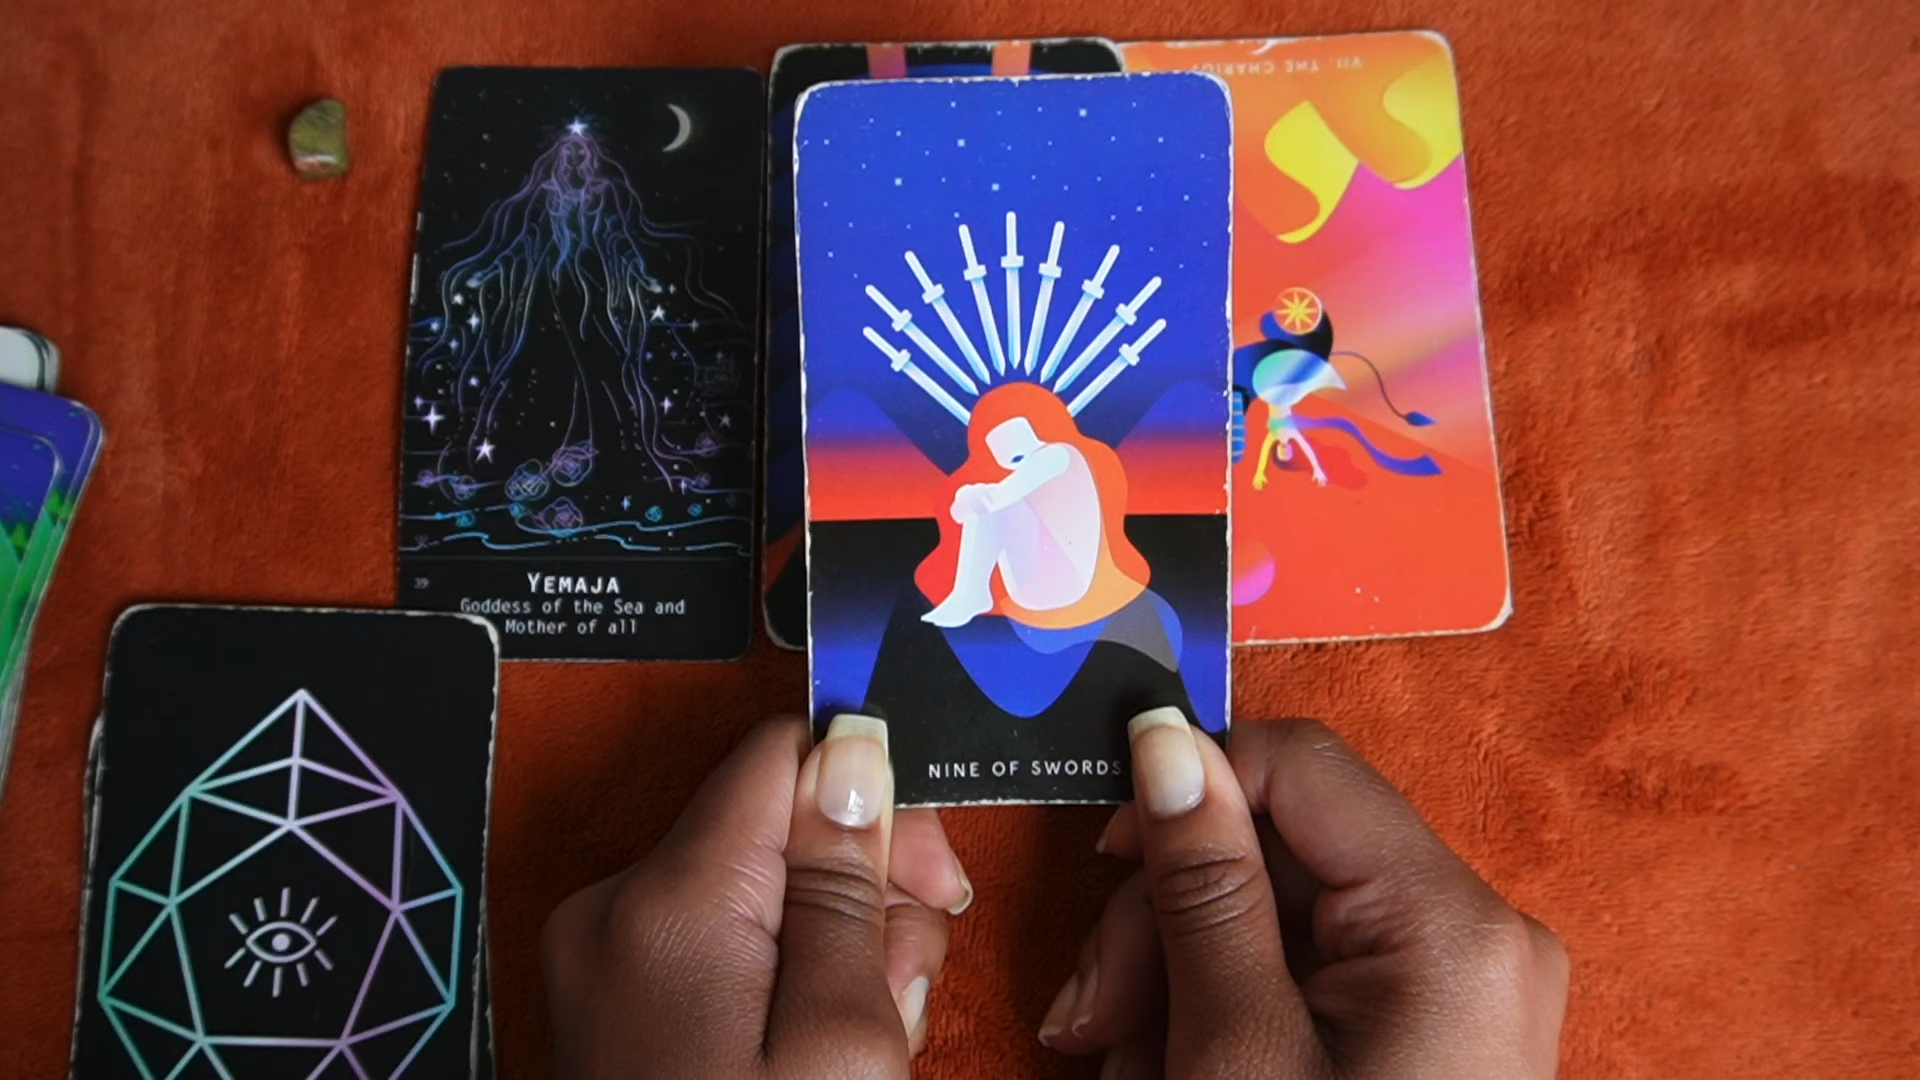 VII. THE CHARIOT
39
YEMAJA
Goddess of the Sea and
Mother of all
NINE OF SWORDS